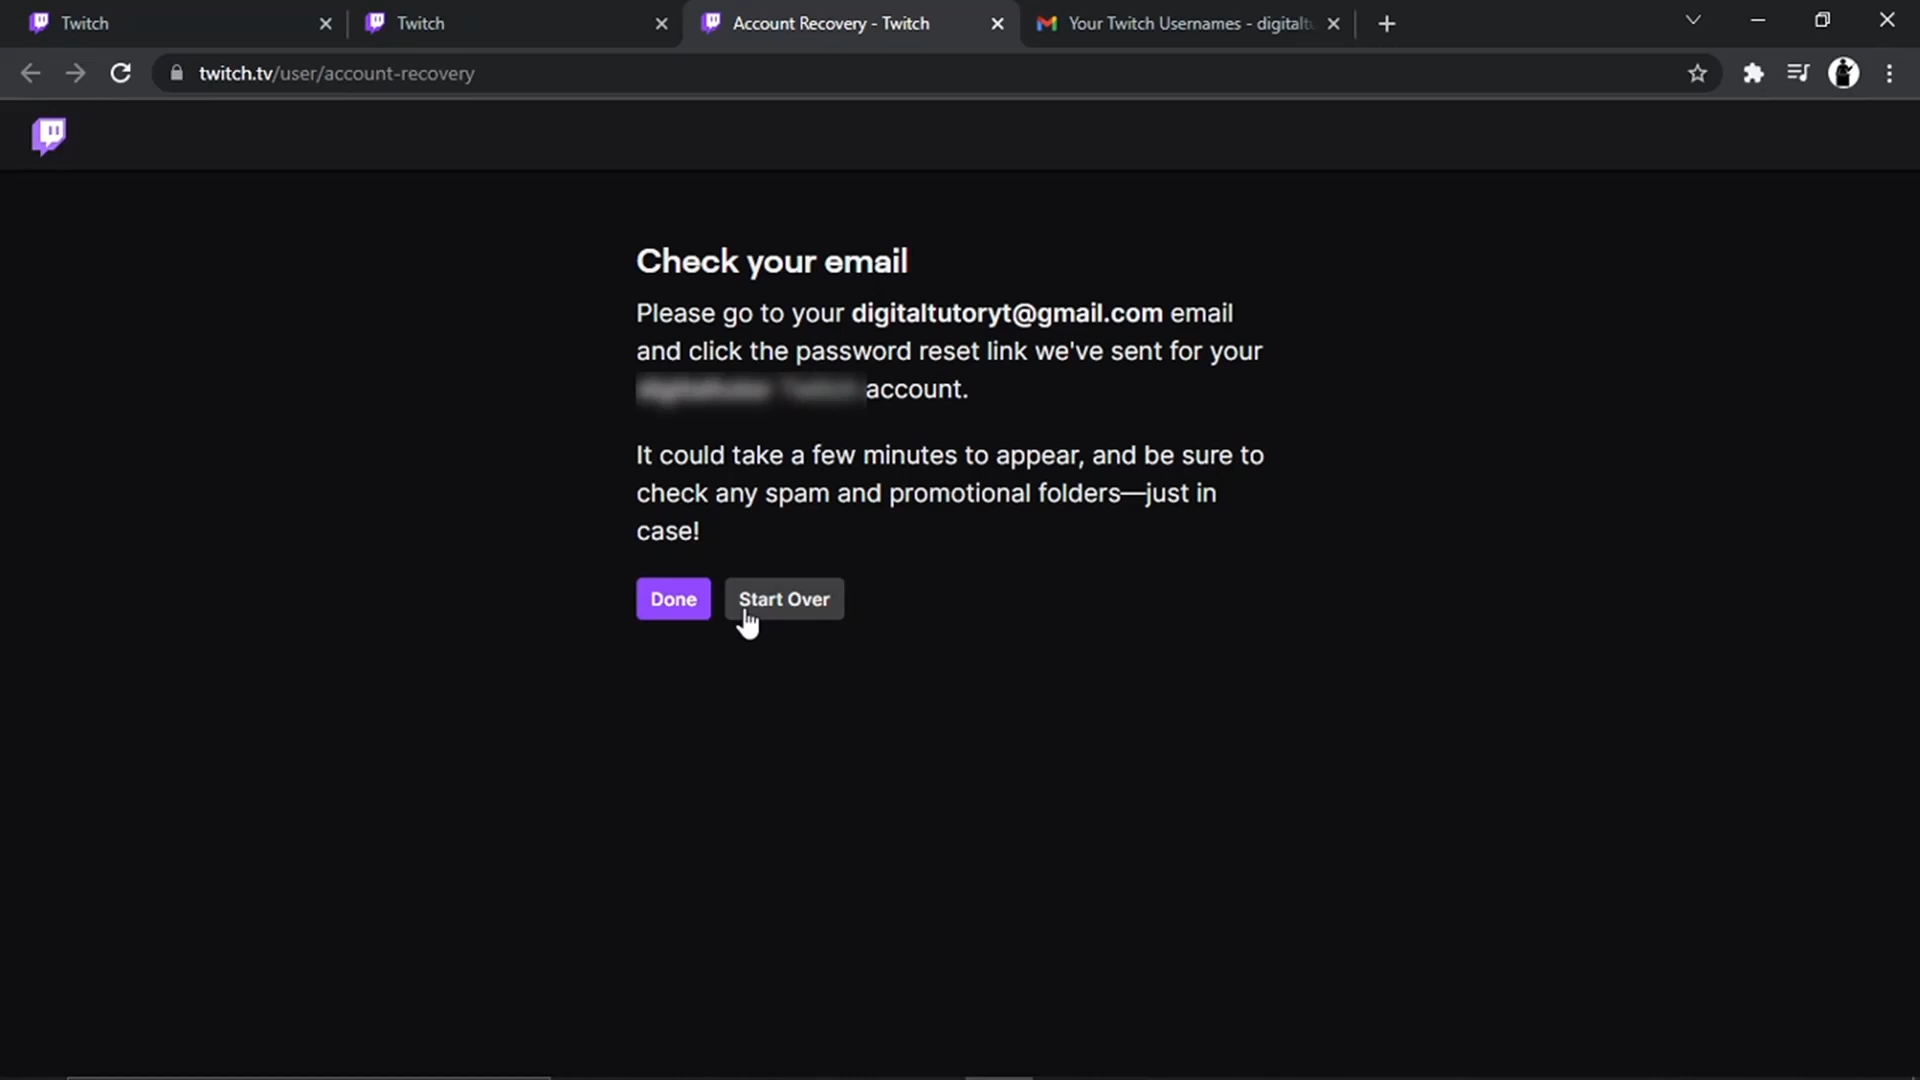 Twitch
Twitch
Account Recovery - Twitch
Your Twitch Usernames - digitalt
twitch.tv/user/account-recovery
Check your email
Please go to your digitaltutoryt@gmail.com email
and click the password reset link we've sent for your
account.
It could take a few minutes to appear, and be sure to
check any spam and promotional folders—just in
case!
Done
Start Over